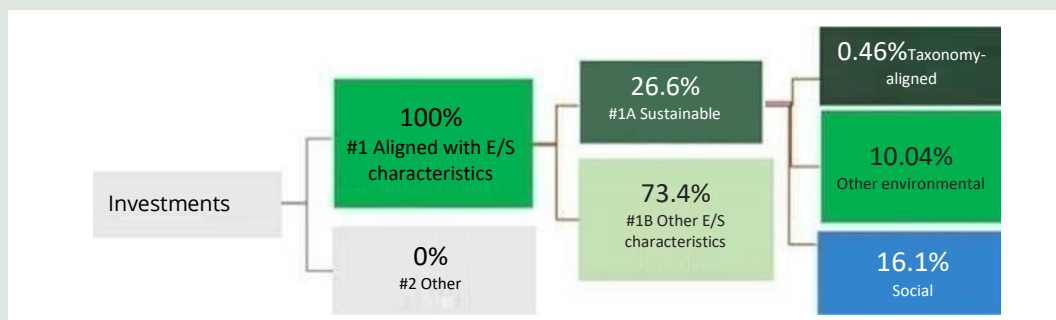 Investments
100%
#1 Aligned with E/S
characteristics
0%
#2 Other
26.6%
#1A Sustainable
73.4%
#1B Other E/S
characteristics
0.46%Taxonomy-
aligned
10.04%
Other environmental
16.1%
Social